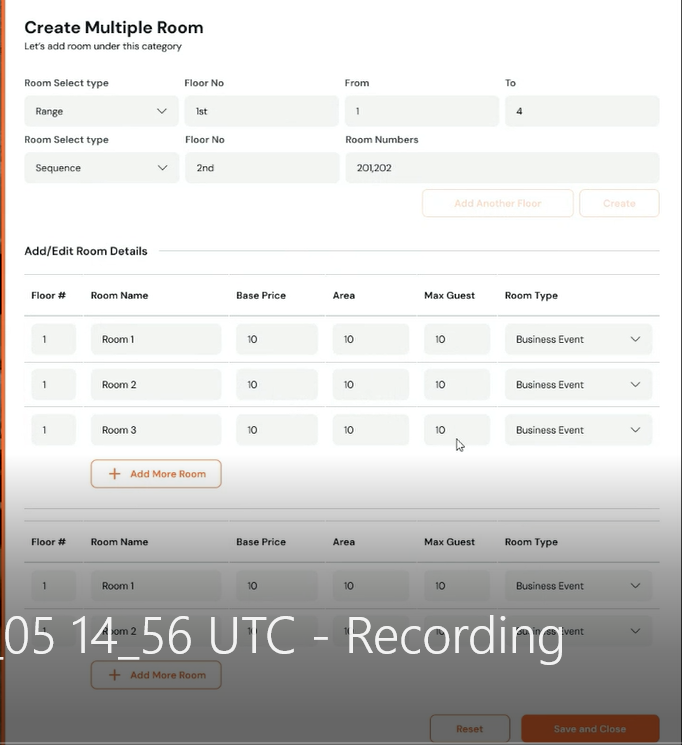 Create Multiple Room
Let's add room under this category
Room Select type Floor No From To
Range 1st 1 4
Room Select type Floor No Room Numbers
Sequence 2nd 201,202
Add Another Floor Create
Add/Edit Room Details
Floor # Room Name Base Price Area Max Guest Room Type
1 Room 1 10 10 10 Business Event
1 Room 2 10 10 10 Business Event
1 Room 3 10 10 10 Business Event
+ Add More Room
Floor # Room Name Base Price Area Max Guest Room Type
1 Room 1 10 10 10 Business Event
1 Room 2 10 10 10 Business Event
_05 14_56 UTC - Recording
+ Add More Room
Reset Save and Close